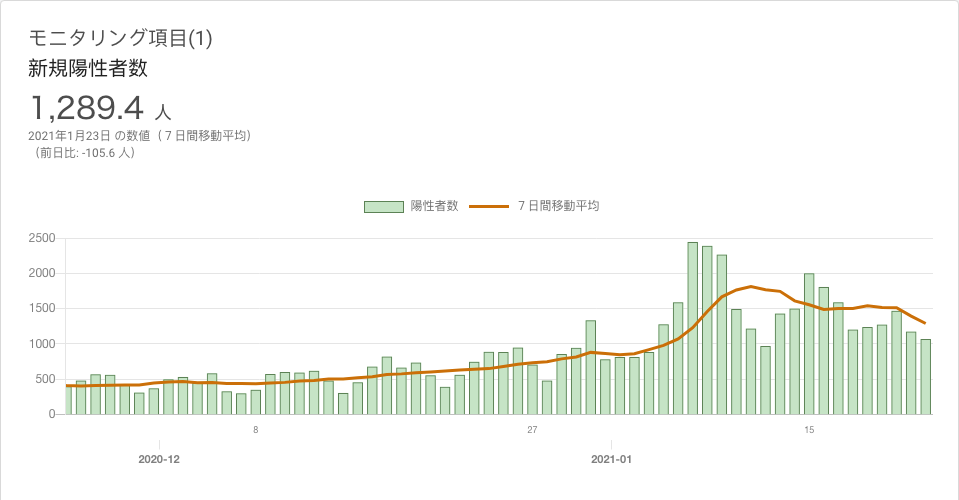 モニタリング項目(1)
新規陽性者数
1,289.4 人
2021年1月23日 の数値（７日間移動平均）
（前日比: -105.6 人）
陽性者数 ７日間移動平均
2500
2000
1500
1000
500
0
8 27 15
2020-12 2021-01